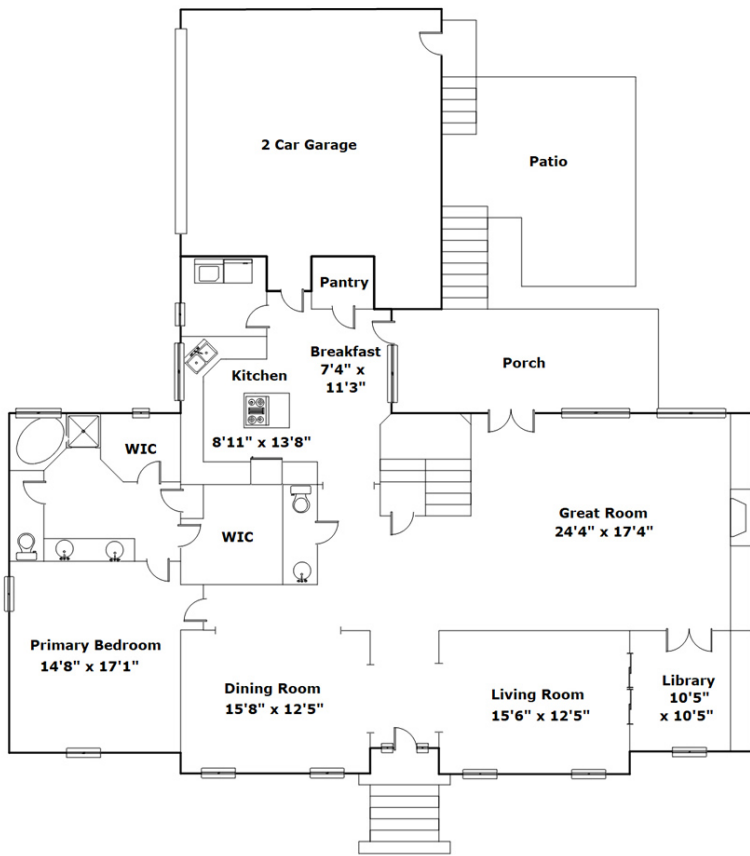 2 Car Garage
Patio
Pantry
Breakfast
7'4" x
11'3"
Porch
Kitchen
8'11" x 13'8"
WIC
WIC
Great Room
24'4" x 17'4"
Primary Bedroom
14'8" x 17'1"
Dining Room
15'8" x 12'5"
Living Room
15'6" x 12'5"
Library
10'5"
x 10'5"